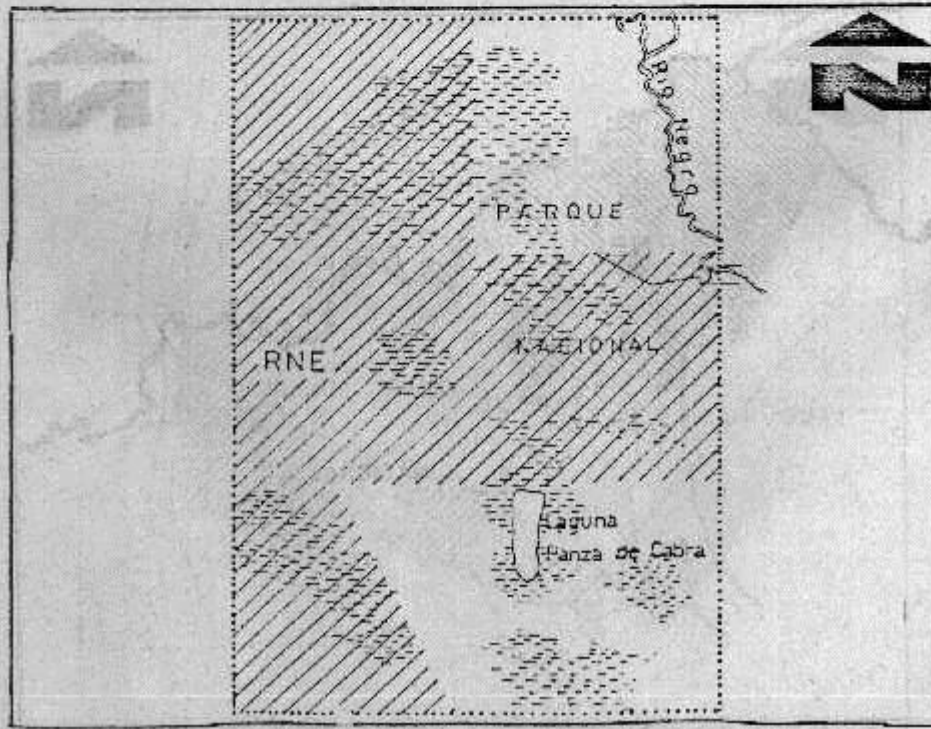 N
Rio Negro
PARQUE
RNE
NACIONAL
Laguna
Panza de Cabra